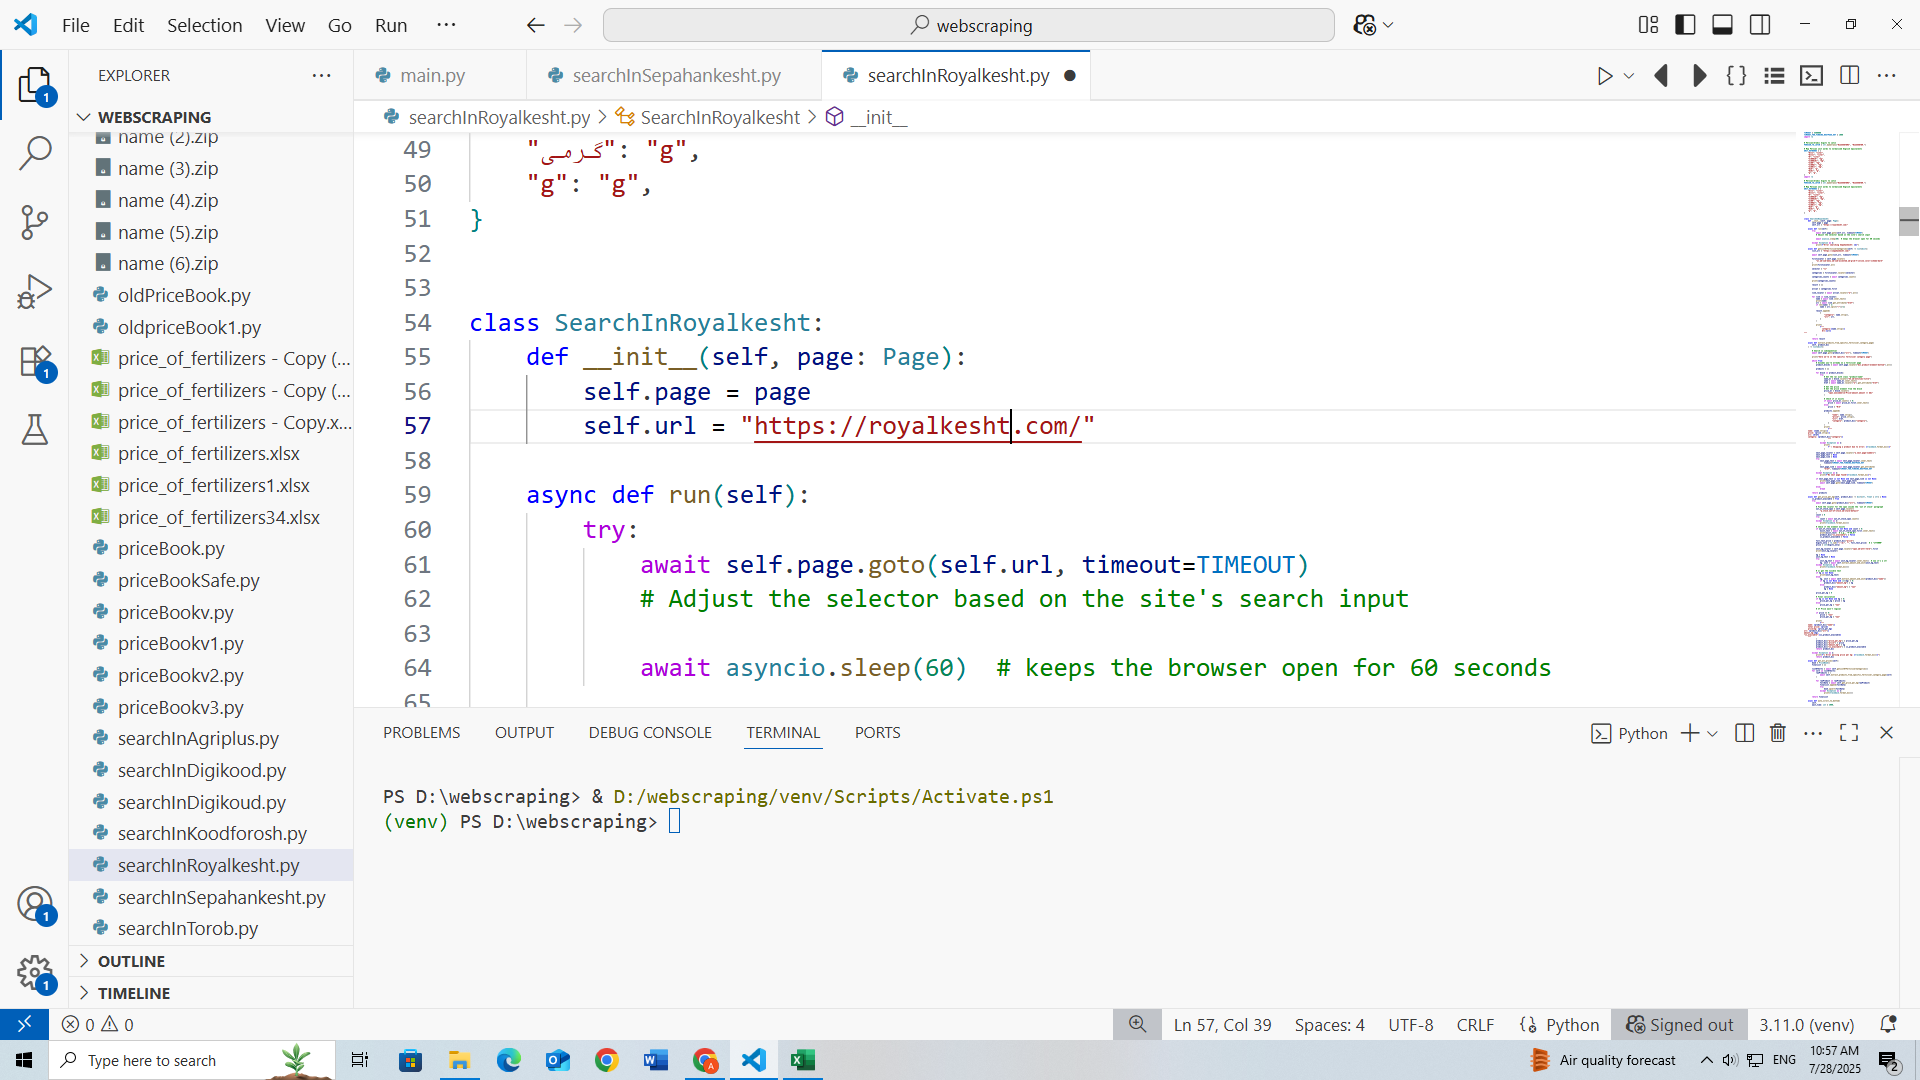 File Edit Selection View Go Run ··· webscraping
EXPLORER ···
main.py searchInSepahankesht.py searchInRoyalkesht.py
WEBSCRAPING
searchInRoyalkesht.py > SearchInRoyalkesht > __init__
name (2).zip
name (3).zip
name (4).zip
name (5).zip
name (6).zip
oldPriceBook.py
oldpriceBook1.py
price_of_fertilizers - Copy (...
price_of_fertilizers - Copy (...
price_of_fertilizers - Copy.x...
price_of_fertilizers.xlsx
price_of_fertilizers1.xlsx
price_of_fertilizers34.xlsx
priceBook.py
priceBookSafe.py
priceBookv.py
priceBookv1.py
priceBookv2.py
priceBookv3.py
searchInAgriplus.py
searchInDigikood.py
searchInDigikoud.py
searchInKoodforosh.py
searchInRoyalkesht.py
searchInSepahankesht.py
searchInTorob.py
OUTLINE
TIMELINE
49 "گرمی": "g",
50 "g": "g",
51 }
52
53
54 class SearchInRoyalkesht:
55 def __init__(self, page: Page):
56 self.page = page
57 self.url = "https://royalkesht.com/"
58
59 async def run(self):
60 try:
61 await self.page.goto(self.url, timeout=TIMEOUT)
62 # Adjust the selector based on the site's search input
63
64 await asyncio.sleep(60) # keeps the browser open for 60 seconds
65
PROBLEMS OUTPUT DEBUG CONSOLE TERMINAL PORTS Python
PS D:\webscraping> & D:/webscraping/venv/Scripts/Activate.ps1
(venv) PS D:\webscraping>
0 0 Ln 57, Col 39 Spaces: 4 UTF-8 CRLF {} Python Signed out 3.11.0 (venv)
Type here to search Air quality forecast ENG 10:57 AM
7/28/2025 2